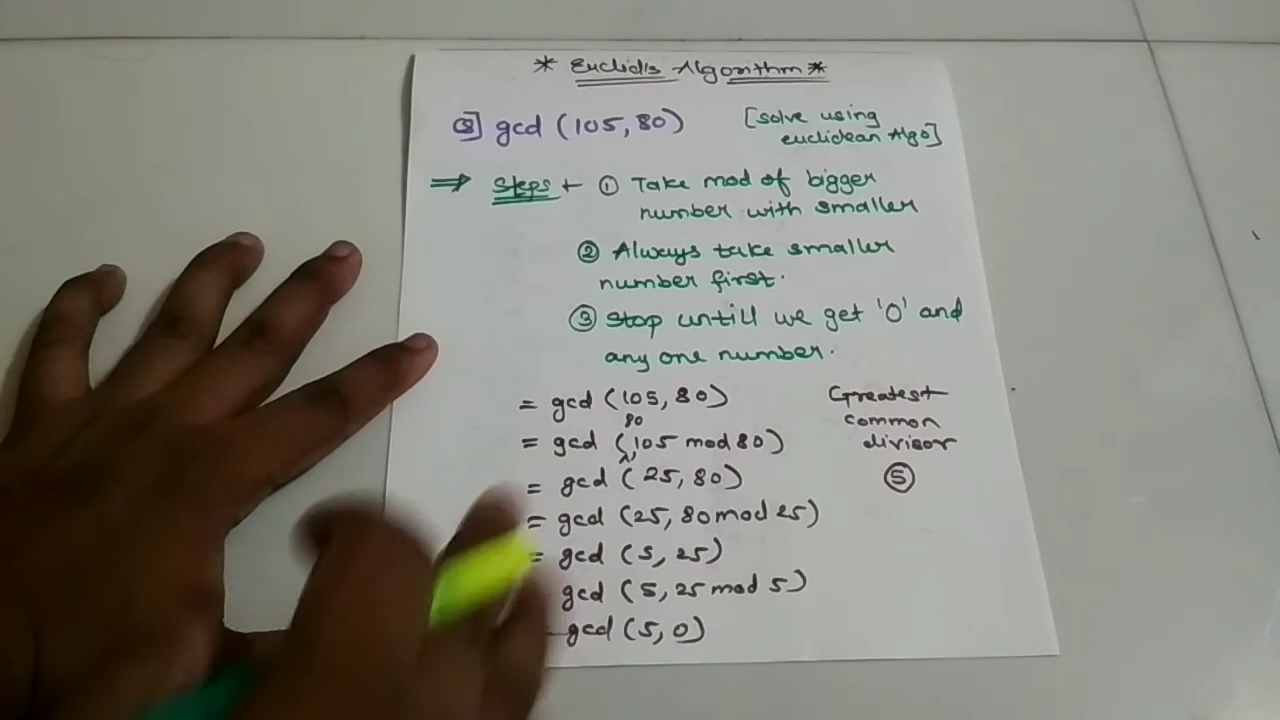 * Euclid's Algorithm *
Q] gcd (105, 80) [solve using
euclidean Algo]
⇒ Steps + ① Take mod of bigger
number with smaller
② Always take smaller
number first.
③ Stop untill we get '0' and
any one number.
= gcd (105, 80) Greatest
common
80
= gcd (105 mod 80) divisor
= gcd (25, 80) ⑤
= gcd (25, 80 mod 25)
= gcd (5, 25)
gcd (5, 25 mod 5)
= gcd (5, 0)